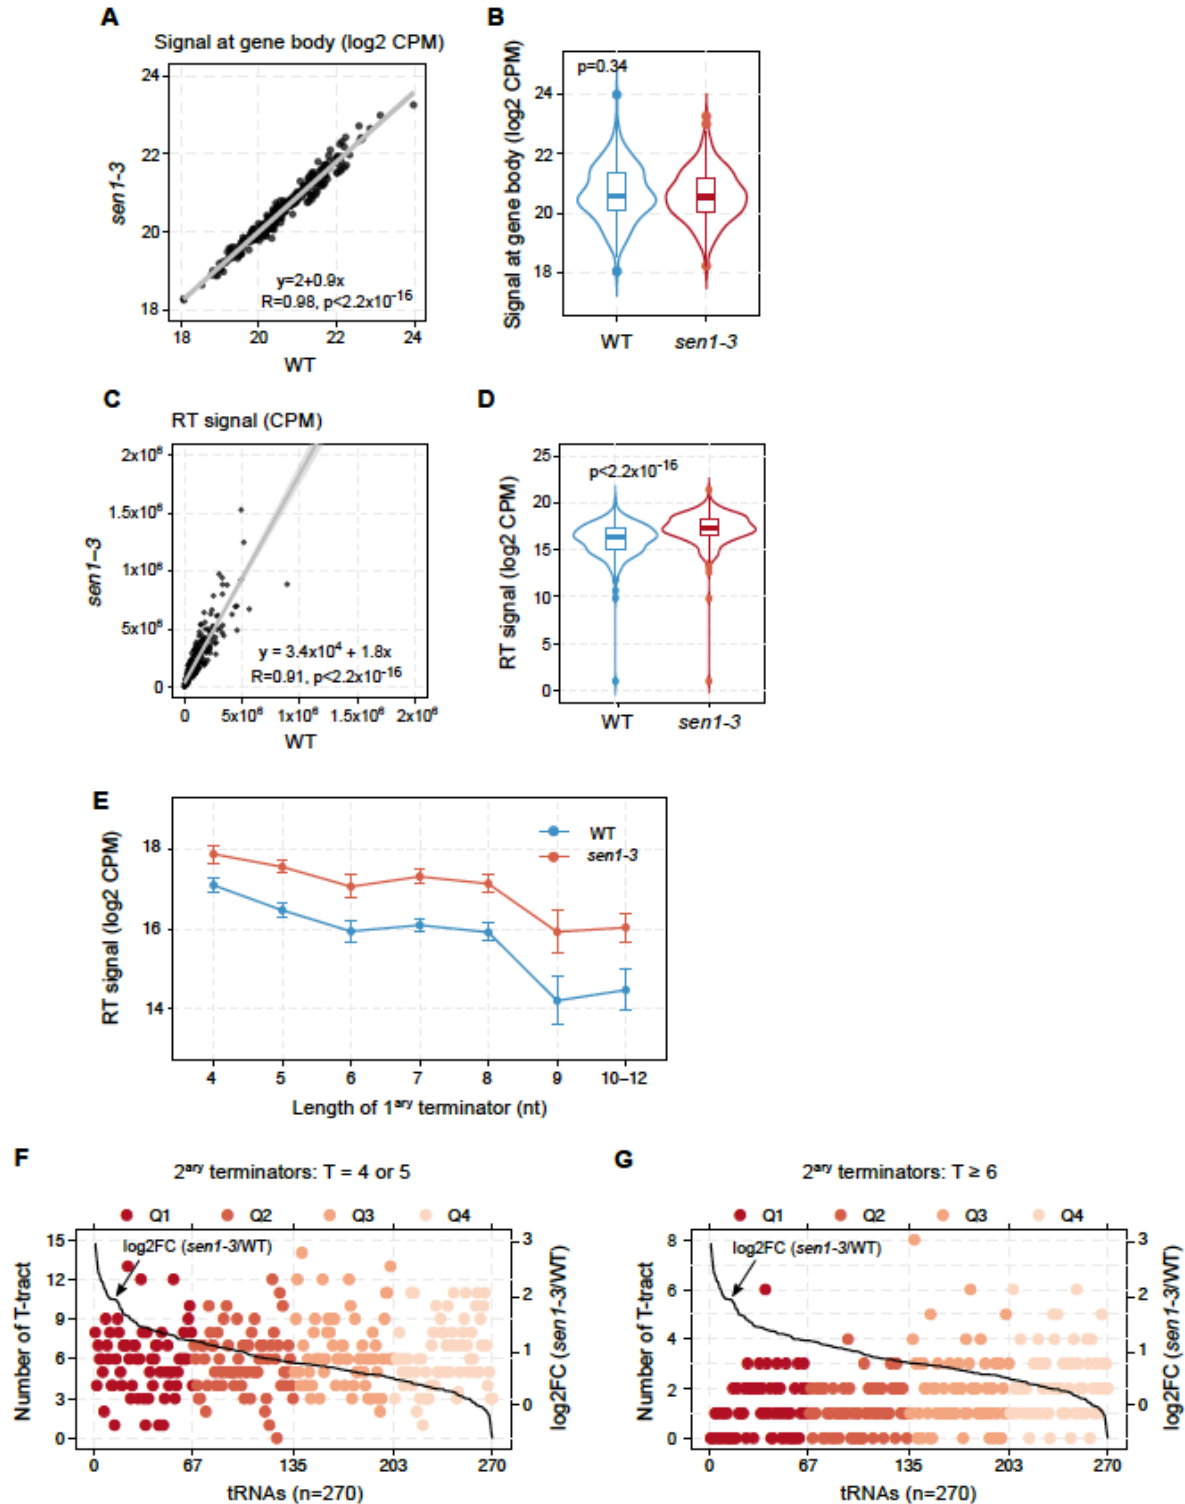 A
Signal at gene body (log2 CPM)
24
22
20
18
sen1-3
y=2+0.9x
R=0.98, p<2.2x10⁻¹⁶
18 20 22 24
WT
B
Signal at gene body (log2 CPM)
p=0.34
24
22
20
18
WT sen1-3
C
RT signal (CPM)
2x10⁶
1.5x10⁶
1x10⁶
5x10⁶
0
sen1–3
y = 3.4x10⁴ + 1.8x
R=0.91, p<2.2x10⁻¹⁶
0 5x10⁶ 1x10⁶ 1.5x10⁶ 2x10⁶
WT
D
RT signal (log2 CPM)
p<2.2x10⁻¹⁶
25
20
15
10
5
0
WT sen1-3
E
RT signal (log2 CPM)
18
16
14
WT
sen1-3
4 5 6 7 8 9 10–12
Length of 1ᵃʳʸ terminator (nt)
F
2ᵃʳʸ terminators: T = 4 or 5
Q1 Q2 Q3 Q4
log2FC (sen1-3/WT)
Number of T-tract
15
12
9
6
3
0
3
2
1
0
log2FC (sen1-3/WT)
0 67 135 203 270
tRNAs (n=270)
G
2ᵃʳʸ terminators: T ≥ 6
Q1 Q2 Q3 Q4
log2FC (sen1-3/WT)
Number of T-tract
8
6
4
2
0
3
2
1
0
log2FC (sen1-3/WT)
0 67 135 203 270
tRNAs (n=270)